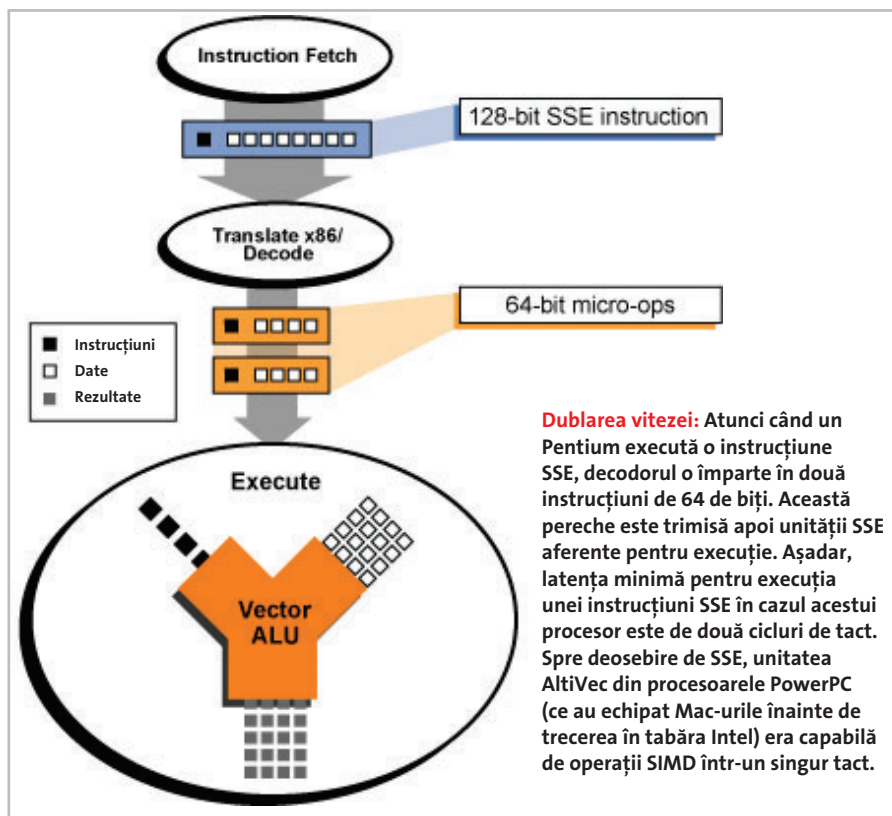 Instruction Fetch
128-bit SSE instruction
Translate x86/
Decode
64-bit micro-ops
Instrucțiuni
Date
Rezultate
Execute
Vector
ALU
Dublarea vitezei: Atunci când un
Pentium execută o instrucțiune
SSE, decodorul o împarte în două
instrucțiuni de 64 de biți. Această
pereche este trimisă apoi unității SSE
aferente pentru execuție. Așadar,
latența minimă pentru execuția
unei instrucțiuni SSE în cazul acestui
procesor este de două cicluri de tact.
Spre deosebire de SSE, unitatea
AltiVec din procesoarele PowerPC
(ce au echipat Mac-urile înainte de
trecerea în tabăra Intel) era capabilă
de operații SIMD într-un singur tact.